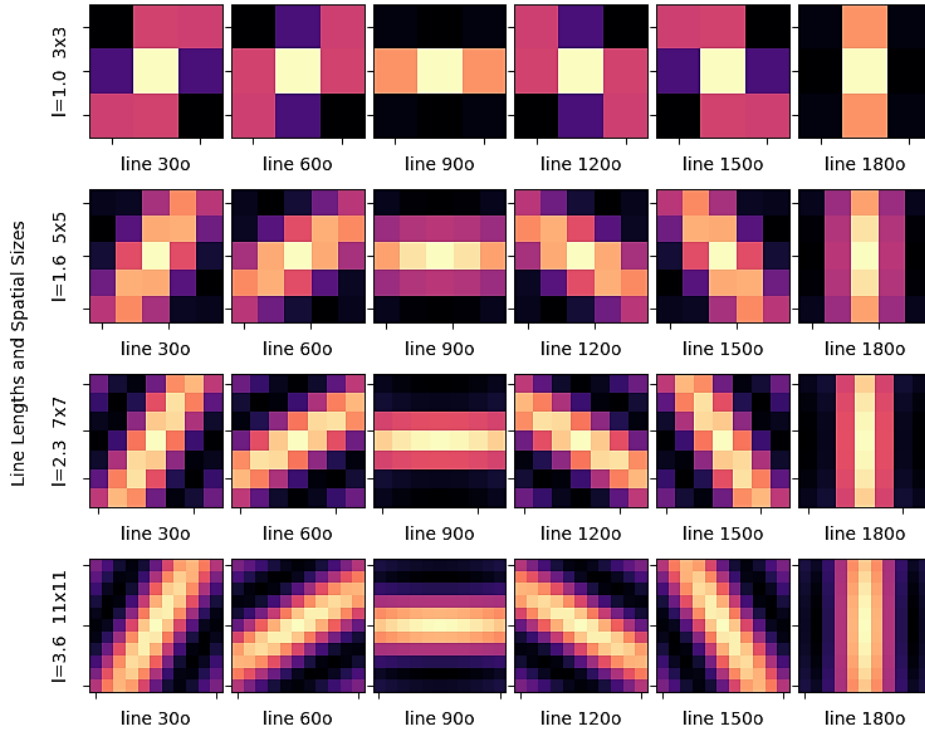 Line Lengths and Spatial Sizes
l=1.0 3x3
line 30o line 60o line 90o line 120o line 150o line 180o
l=1.6 5x5
line 30o line 60o line 90o line 120o line 150o line 180o
l=2.3 7x7
line 30o line 60o line 90o line 120o line 150o line 180o
l=3.6 11x11
line 30o line 60o line 90o line 120o line 150o line 180o